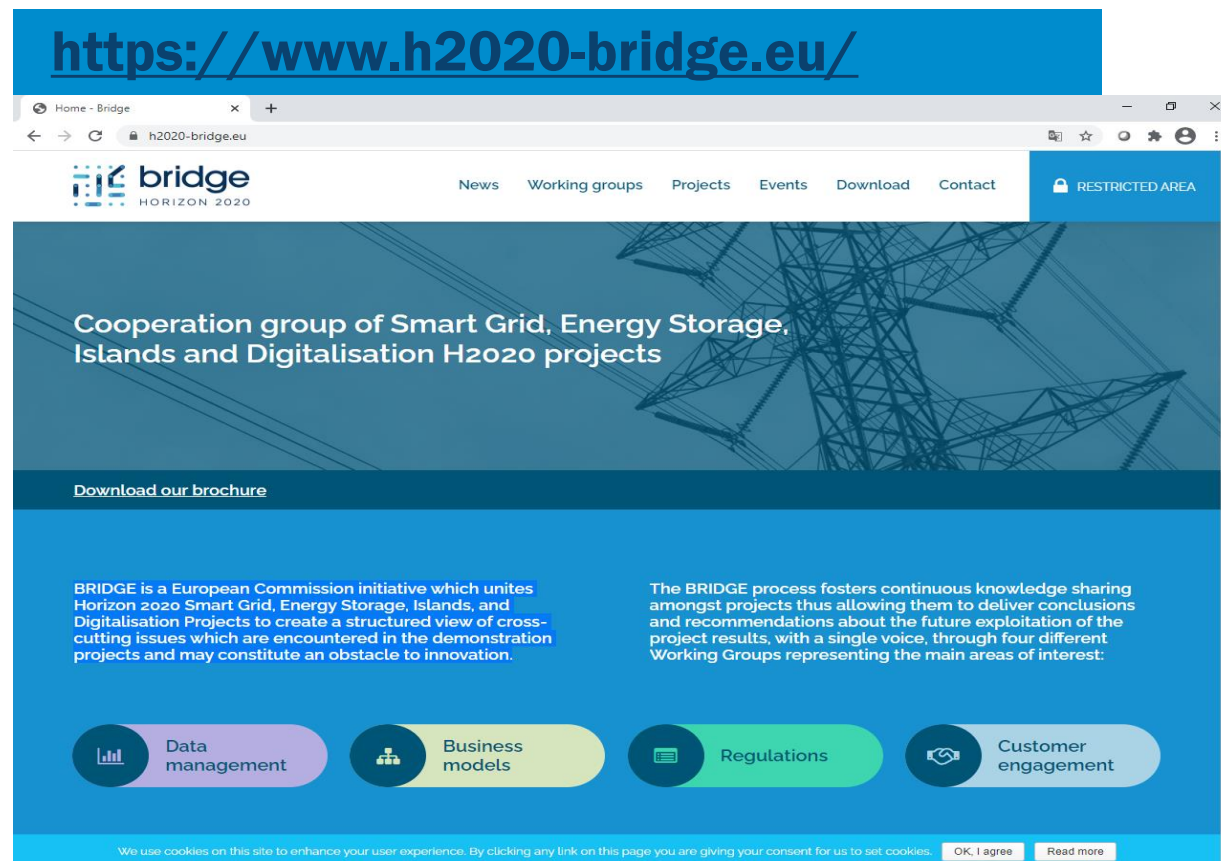 https://www.h2020-bridge.eu/
Home - Bridge
h2020-bridge.eu
bridge
HORIZON 2020
News Working groups Projects Events Download Contact RESTRICTED AREA
Cooperation group of Smart Grid, Energy Storage,
Islands and Digitalisation H2020 projects
Download our brochure
BRIDGE is a European Commission initiative which unites
Horizon 2020 Smart Grid, Energy Storage, Islands, and
Digitalisation Projects to create a structured view of cross-
cutting issues which are encountered in the demonstration
projects and may constitute an obstacle to innovation.
The BRIDGE process fosters continuous knowledge sharing
amongst projects thus allowing them to deliver conclusions
and recommendations about the future exploitation of the
project results, with a single voice, through four different
Working Groups representing the main areas of interest:
Data
management
Business
models
Regulations
Customer
engagement
We use cookies on this site to enhance your user experience. By clicking any link on this page you are giving your consent for us to set cookies. OK, I agree Read more